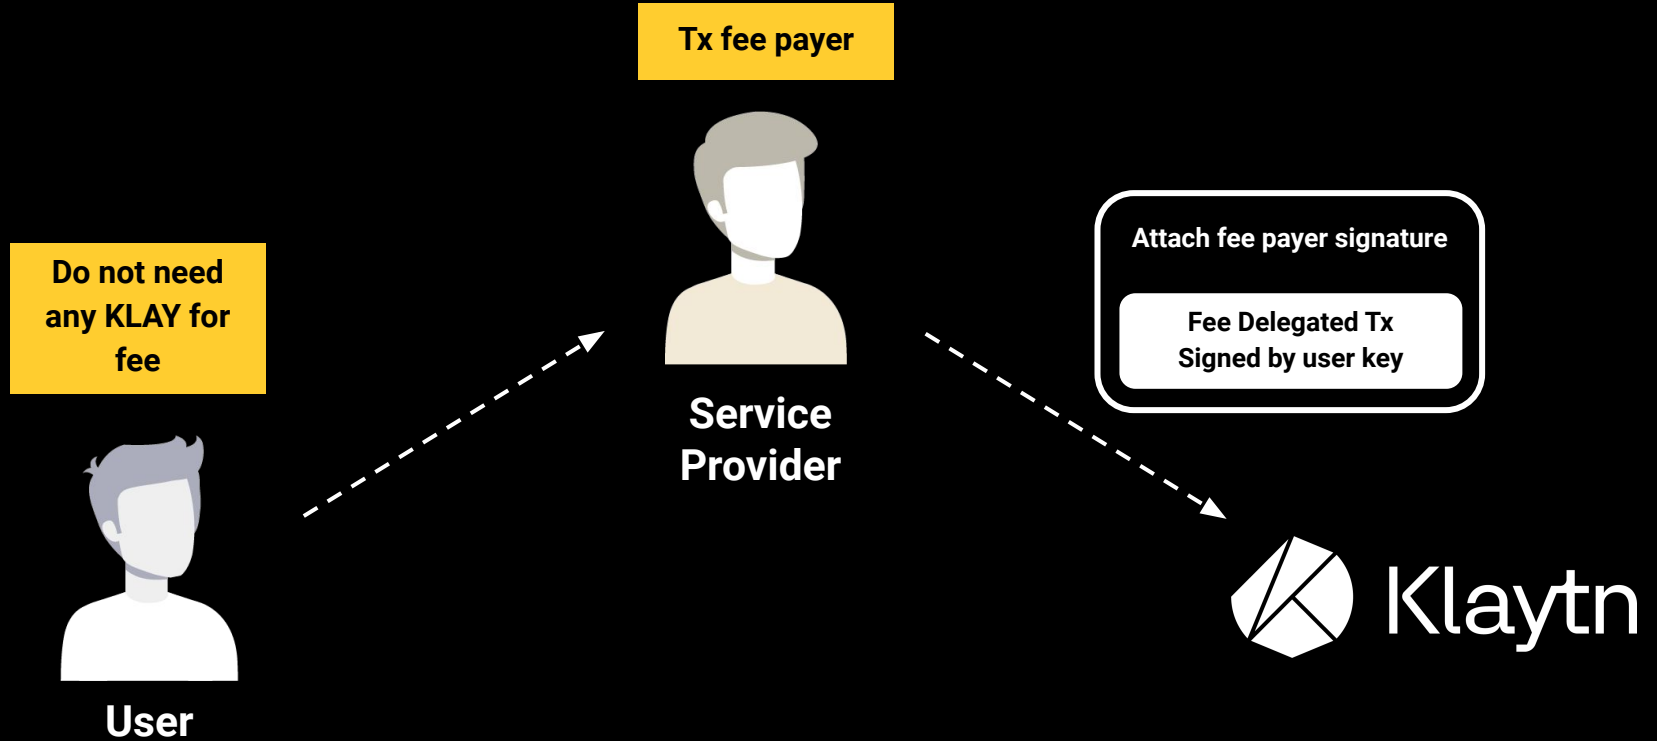 Tx fee payer
Do not need
any KLAY for
fee
Attach fee payer signature
Fee Delegated Tx
Signed by user key
Service
Provider
Klaytn
User